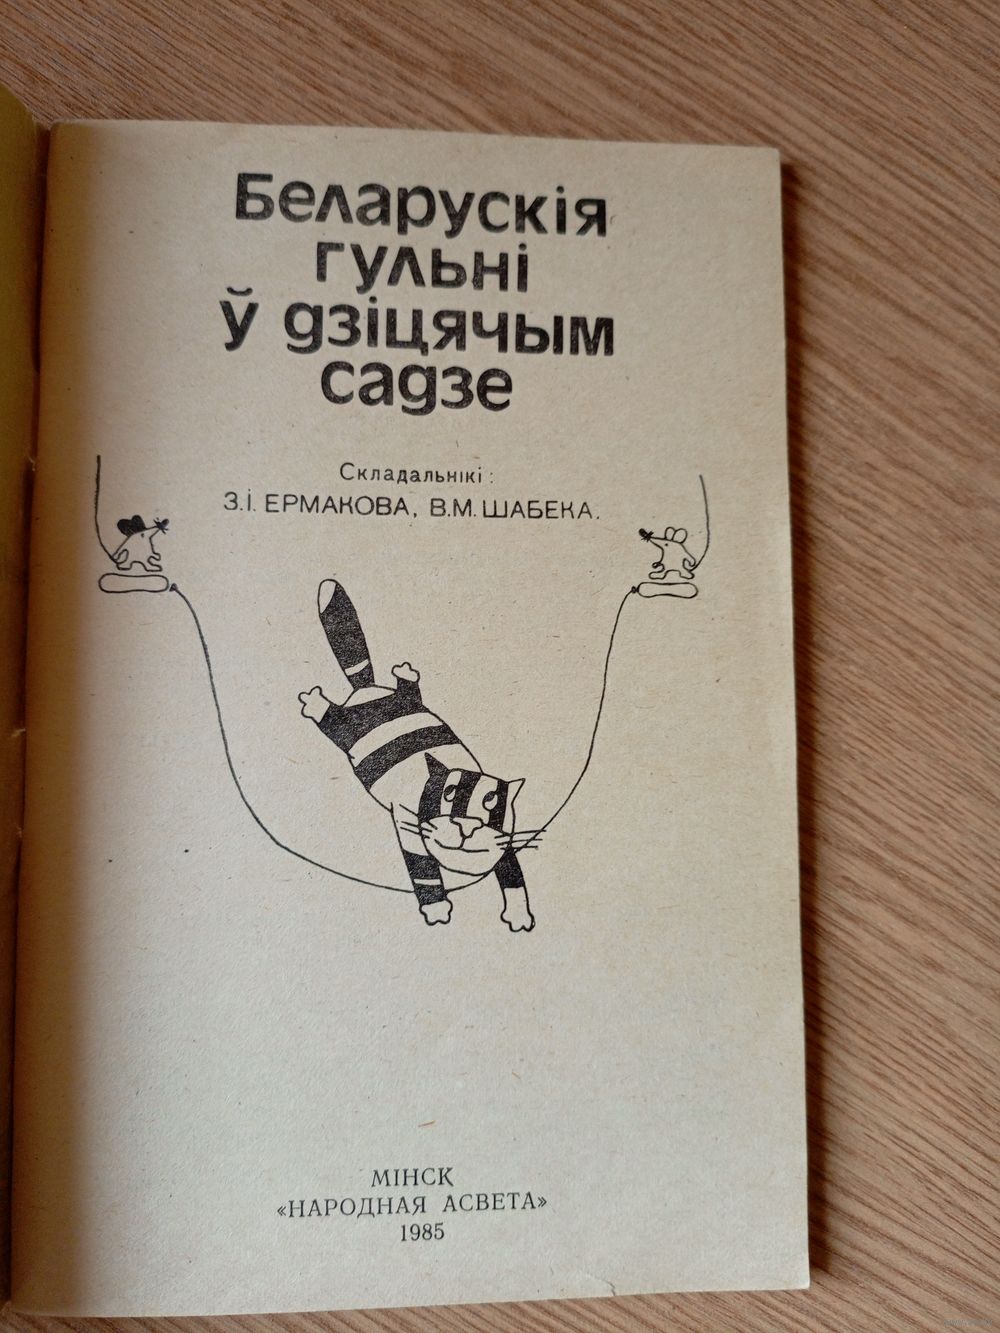 Беларускія
гульні
ў дзіцячым
садзе
Складальнікі:
З.І. ЕРМАКОВА, В.М. ШАБЕКА.
МІНСК
«НАРОДНАЯ АСВЕТА»
1985